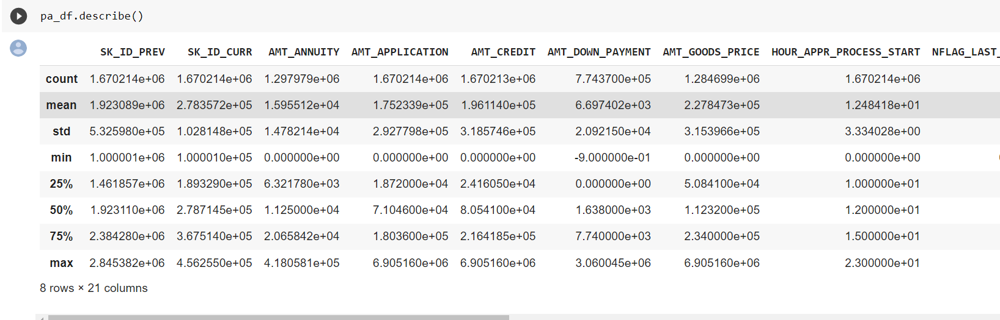 pa_df.describe()
SK_ID_PREV SK_ID_CURR AMT_ANNUITY AMT_APPLICATION AMT_CREDIT AMT_DOWN_PAYMENT AMT_GOODS_PRICE HOUR_APPR_PROCESS_START NFLAG_LAST_
count 1.670214e+06 1.670214e+06 1.297979e+06 1.670214e+06 1.670213e+06 7.743700e+05 1.284699e+06 1.670214e+06
mean 1.923089e+06 2.783572e+05 1.595512e+04 1.752339e+05 1.961140e+05 6.697402e+03 2.278473e+05 1.248418e+01
std 5.325980e+05 1.028148e+05 1.478214e+04 2.927798e+05 3.185746e+05 2.092150e+04 3.153966e+05 3.334028e+00
min 1.000001e+06 1.000010e+05 0.000000e+00 0.000000e+00 0.000000e+00 -9.000000e-01 0.000000e+00 0.000000e+00
25% 1.461857e+06 1.893290e+05 6.321780e+03 1.872000e+04 2.416050e+04 0.000000e+00 5.084100e+04 1.000000e+01
50% 1.923110e+06 2.787145e+05 1.125000e+04 7.104600e+04 8.054100e+04 1.638000e+03 1.123200e+05 1.200000e+01
75% 2.384280e+06 3.675140e+05 2.065842e+04 1.803600e+05 2.164185e+05 7.740000e+03 2.340000e+05 1.500000e+01
max 2.845382e+06 4.562550e+05 4.180581e+05 6.905160e+06 6.905160e+06 3.060045e+06 6.905160e+06 2.300000e+01
8 rows × 21 columns